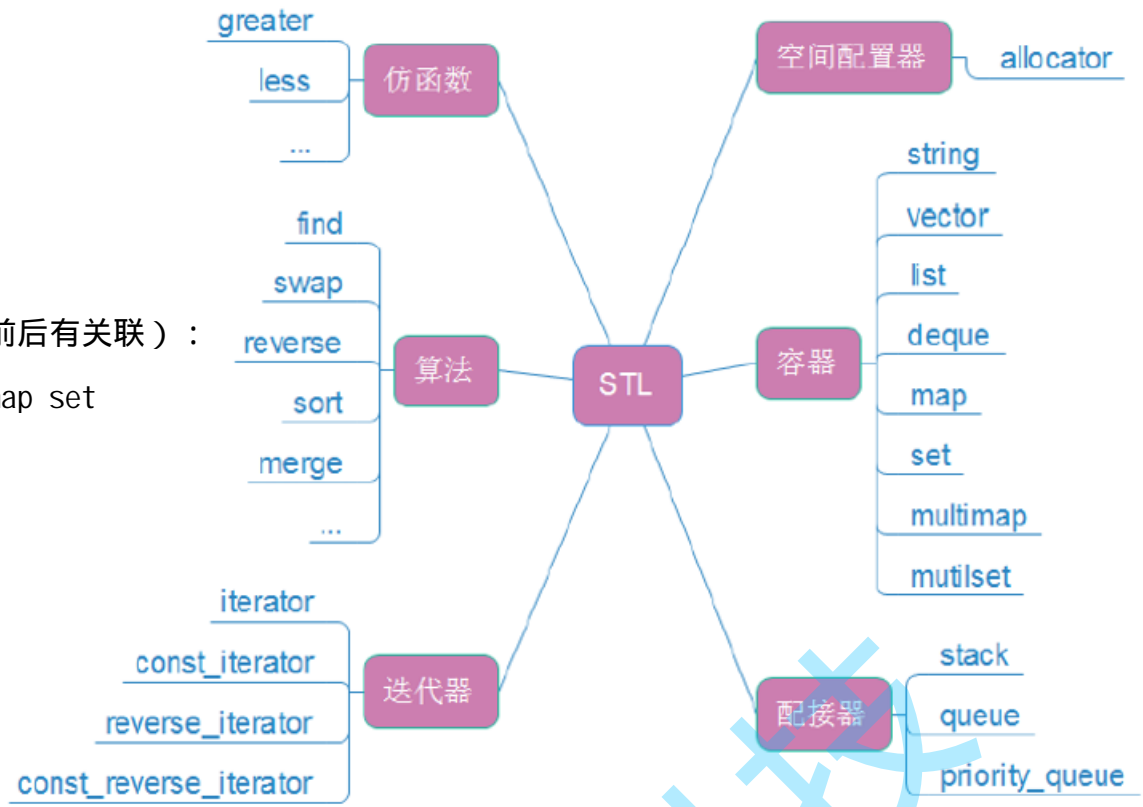 greater
less
...
仿函数
find
swap
reverse
sort
merge
...
算法
前后有关联）：
map set
iterator
const_iterator
reverse_iterator
const_reverse_iterator
迭代器
STL
空间配置器
allocator
容器
string
vector
list
deque
map
set
multimap
mutilset
配接器
stack
queue
priority_queue